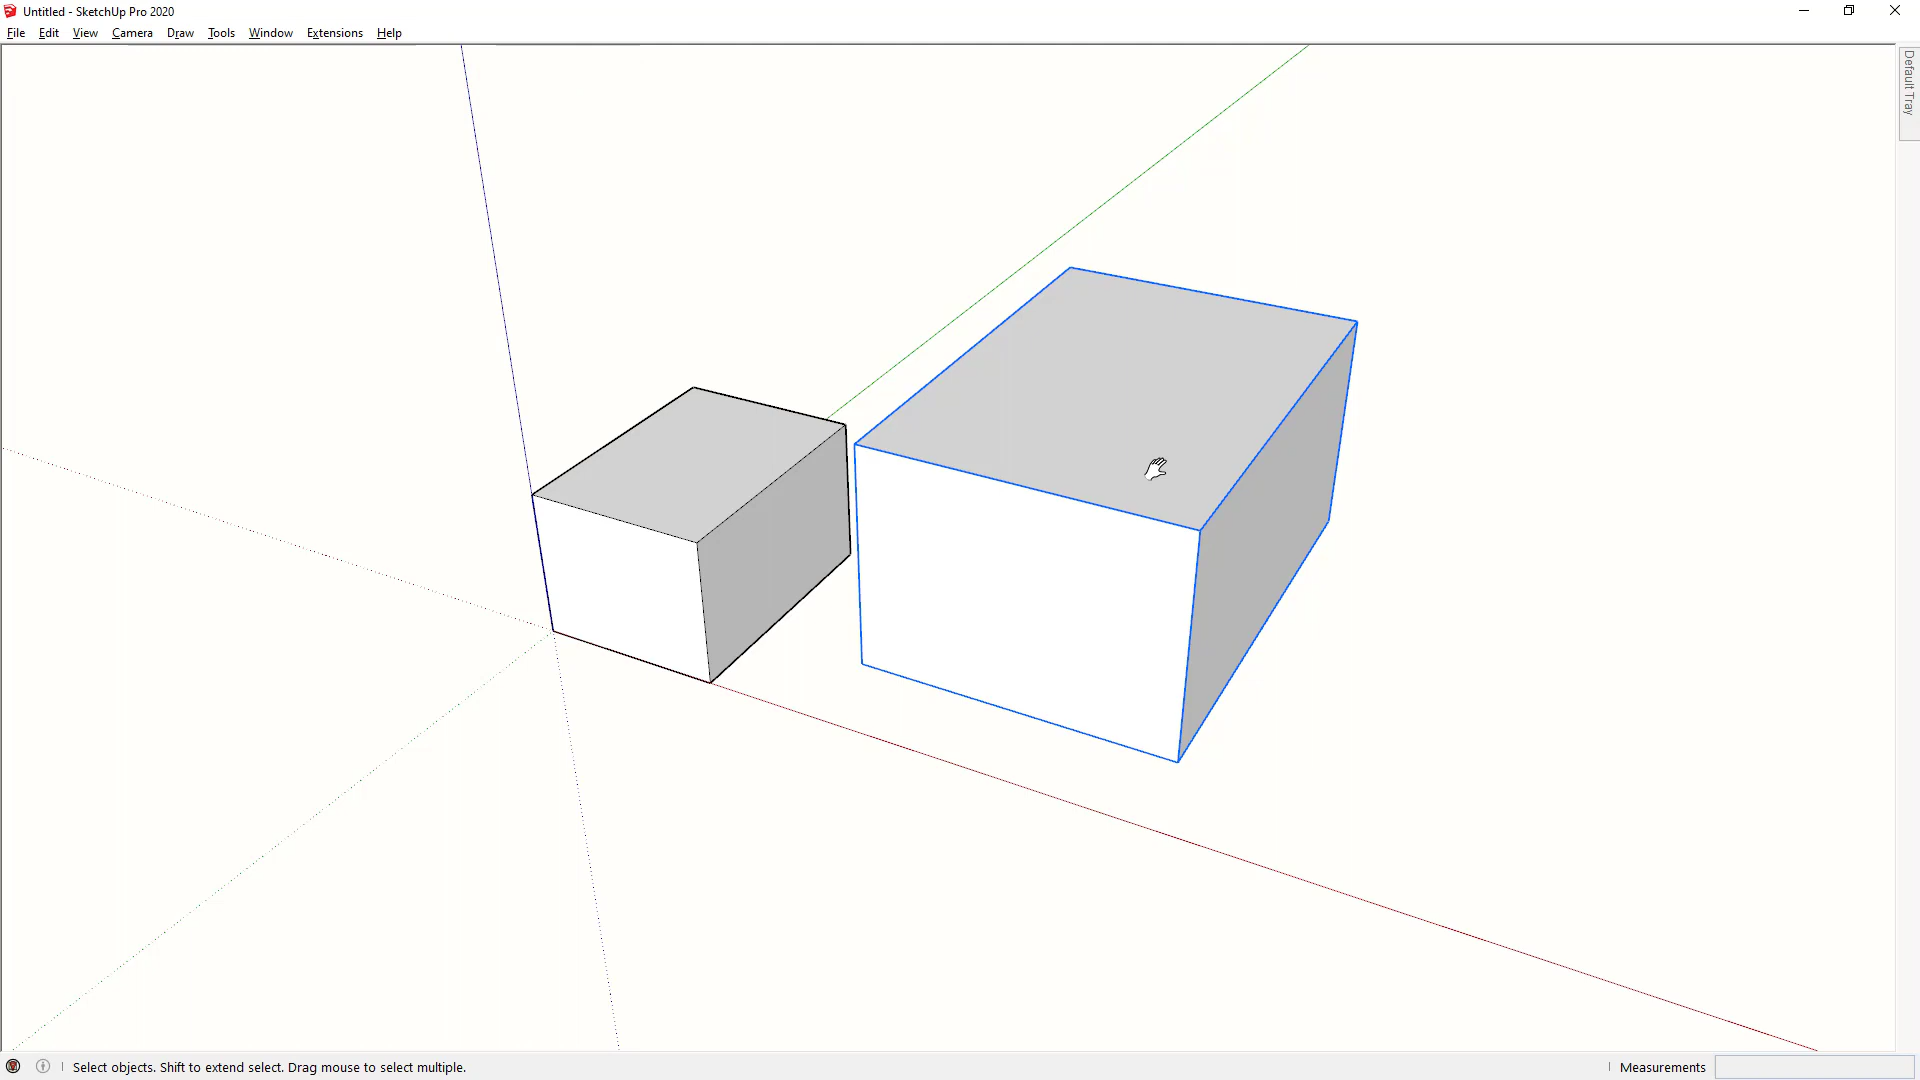 Untitled - SketchUp Pro 2020
File Edit View Camera Draw Tools Window Extensions Help
Default Tray
Select objects. Shift to extend select. Drag mouse to select multiple.
Measurements